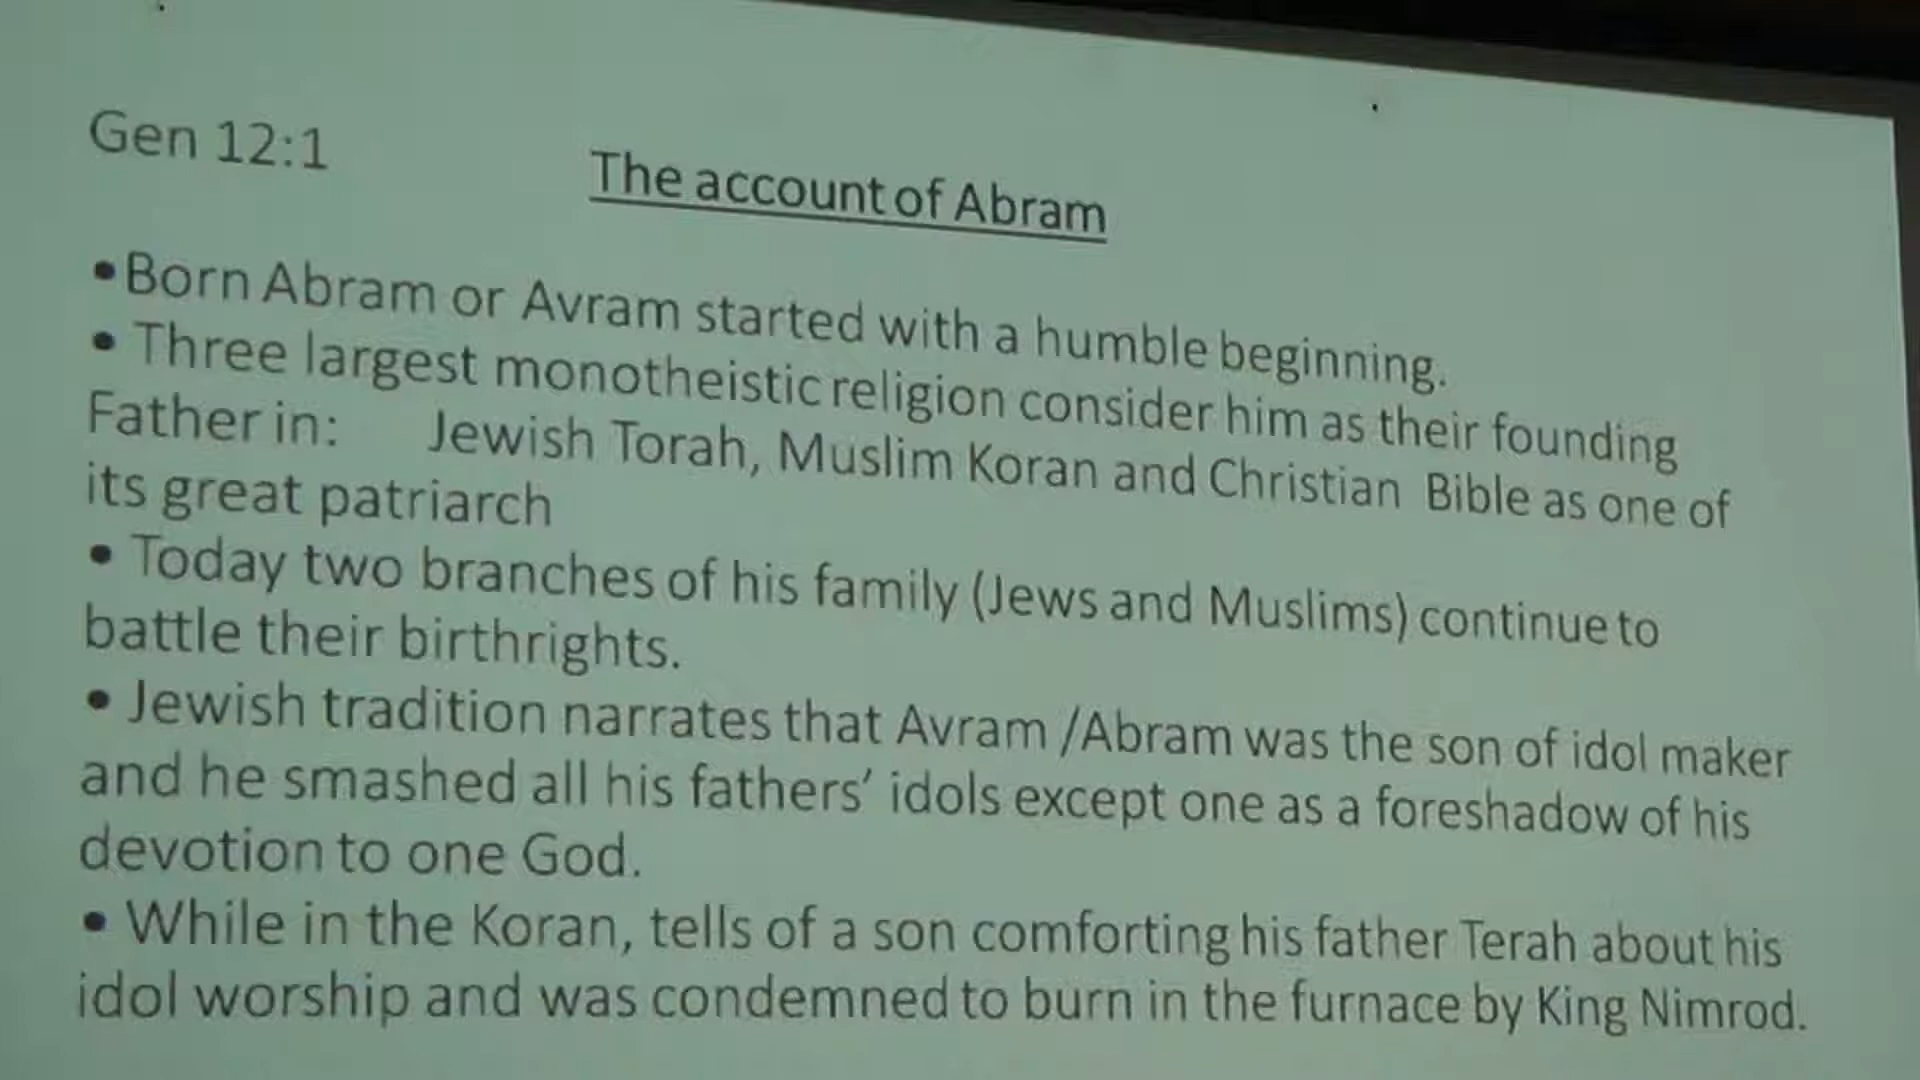 Gen 12:1
The account of Abram
• Born Abram or Avram started with a humble beginning.
• Three largest monotheistic religion consider him as their founding
Father in: Jewish Torah, Muslim Koran and Christian Bible as one of
its great patriarch
• Today two branches of his family (Jews and Muslims) continue to
battle their birthrights.
• Jewish tradition narrates that Avram /Abram was the son of idol maker
and he smashed all his fathers’ idols except one as a foreshadow of his
devotion to one God.
• While in the Koran, tells of a son comforting his father Terah about his
idol worship and was condemned to burn in the furnace by King Nimrod.